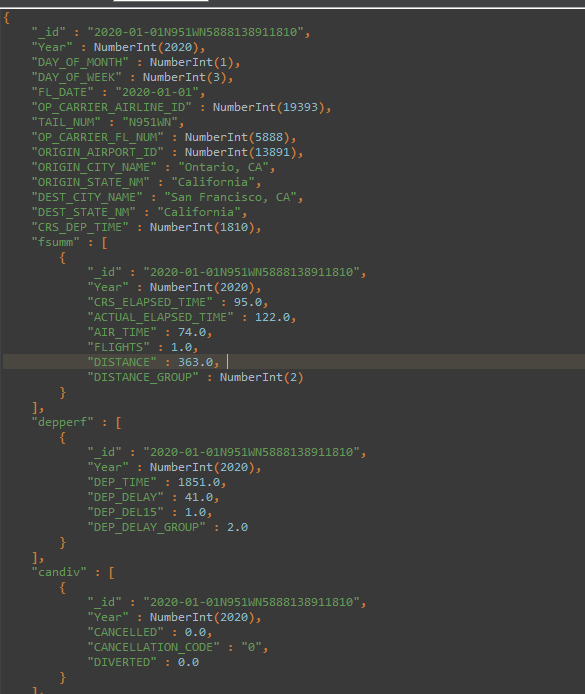 {
"_id" : "2020-01-01N951WN5888138911810",
"Year" : NumberInt(2020),
"DAY_OF_MONTH" : NumberInt(1),
"DAY_OF_WEEK" : NumberInt(3),
"FL_DATE" : "2020-01-01",
"OP_CARRIER_AIRLINE_ID" : NumberInt(19393),
"TAIL_NUM" : "N951WN",
"OP_CARRIER_FL_NUM" : NumberInt(5888),
"ORIGIN_AIRPORT_ID" : NumberInt(13891),
"ORIGIN_CITY_NAME" : "Ontario, CA",
"ORIGIN_STATE_NM" : "California",
"DEST_CITY_NAME" : "San Francisco, CA",
"DEST_STATE_NM" : "California",
"CRS_DEP_TIME" : NumberInt(1810),
"fsumm" : [
{
"_id" : "2020-01-01N951WN5888138911810",
"Year" : NumberInt(2020),
"CRS_ELAPSED_TIME" : 95.0,
"ACTUAL_ELAPSED_TIME" : 122.0,
"AIR_TIME" : 74.0,
"FLIGHTS" : 1.0,
"DISTANCE" : 363.0,
"DISTANCE_GROUP" : NumberInt(2)
}
],
"depperf" : [
{
"_id" : "2020-01-01N951WN5888138911810",
"Year" : NumberInt(2020),
"DEP_TIME" : 1851.0,
"DEP_DELAY" : 41.0,
"DEP_DEL15" : 1.0,
"DEP_DELAY_GROUP" : 2.0
}
],
"candiv" : [
{
"_id" : "2020-01-01N951WN5888138911810",
"Year" : NumberInt(2020),
"CANCELLED" : 0.0,
"CANCELLATION_CODE" : "0",
"DIVERTED" : 0.0
}
],